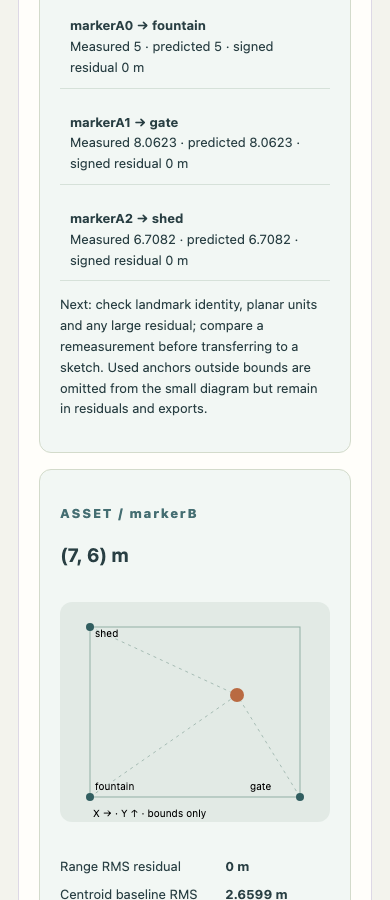 markerA0 → fountain
Measured 5 · predicted 5 · signed
residual 0 m
markerA1 → gate
Measured 8.0623 · predicted 8.0623 ·
signed residual 0 m
markerA2 → shed
Measured 6.7082 · predicted 6.7082 ·
signed residual 0 m
Next: check landmark identity, planar units
and any large residual; compare a
remeasurement before transferring to a
sketch. Used anchors outside bounds are
omitted from the small diagram but remain
in residuals and exports.
ASSET / markerB
(7, 6) m
shed
fountain
gate
X → · Y ↑ · bounds only
Range RMS residual 0 m
Centroid baseline RMS 2.6599 m